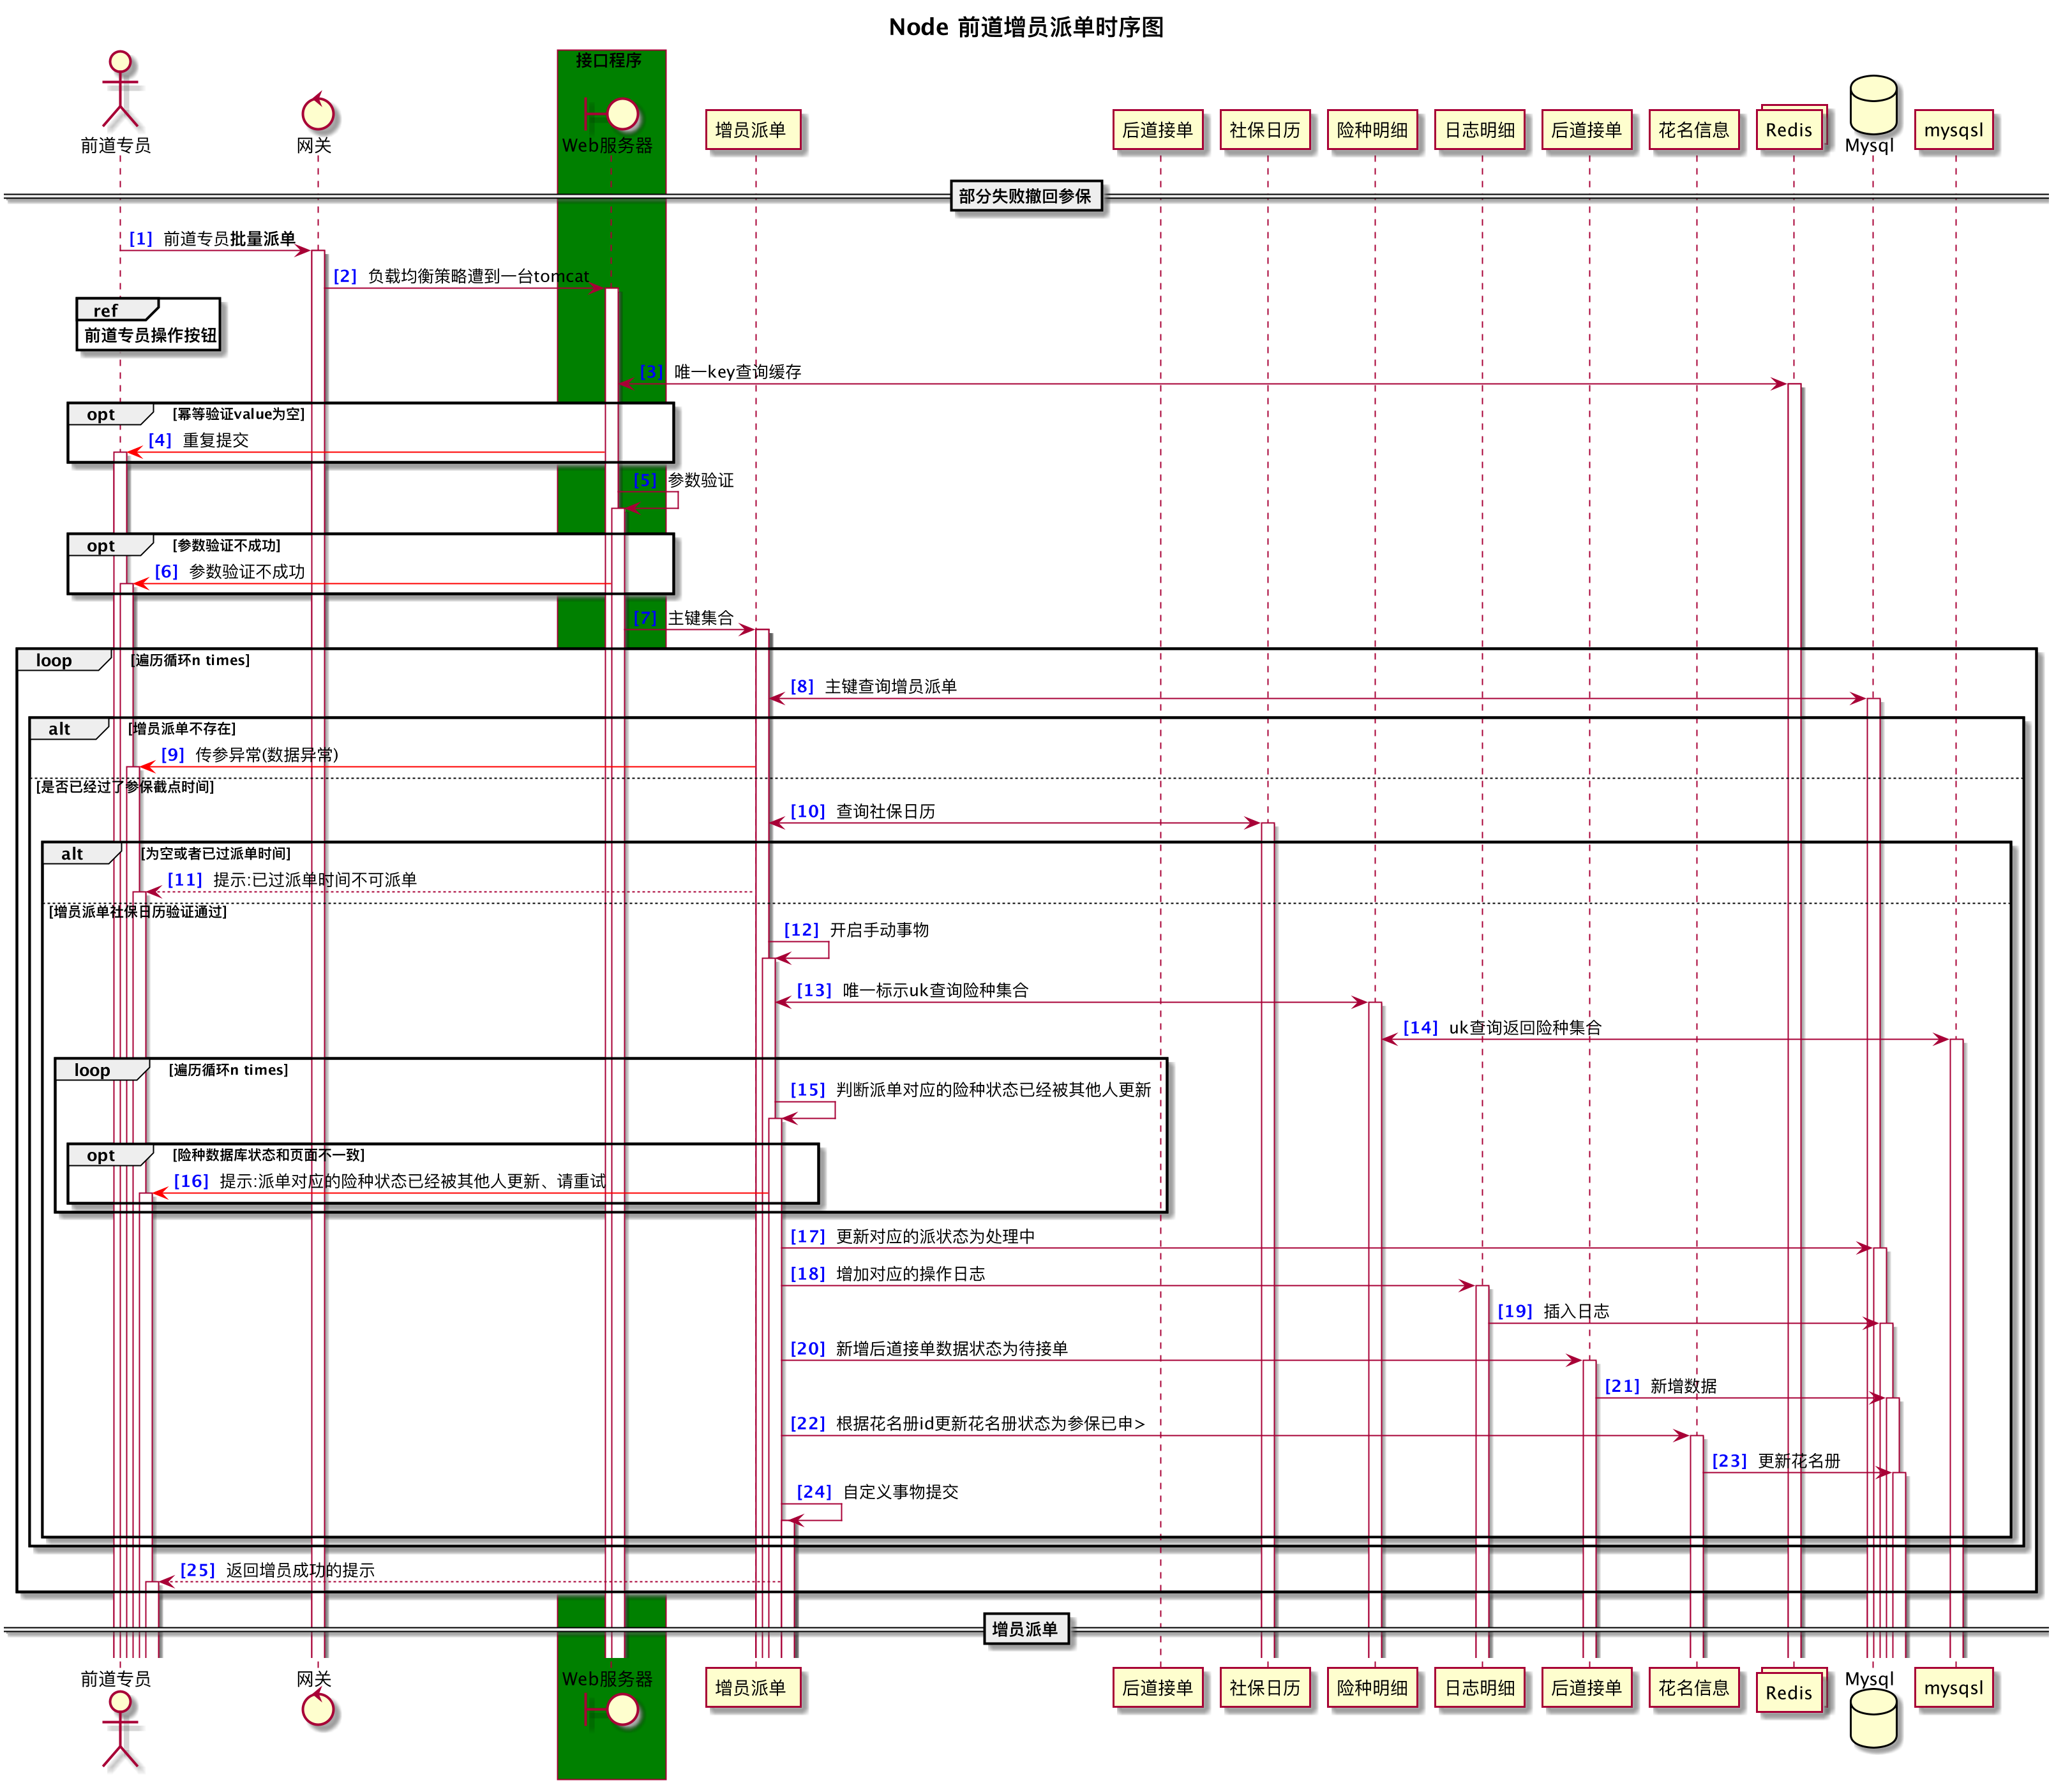 Node 前道增员派单时序图
接口程序
前道专员
网关
Web服务器
增员派单
后道接单
社保日历
险种明细
日志明细
后道接单
花名信息
Redis
Mysql
mysqsl
部分失败撤回参保
[1] 前道专员批量派单
[2] 负载均衡策略遭到一台tomcat
ref
前道专员操作按钮
[3] 唯一key查询缓存
opt [幂等验证value为空]
[4] 重复提交
[5] 参数验证
opt [参数验证不成功]
[6] 参数验证不成功
[7] 主键集合
loop [遍历循环n times]
[8] 主键查询增员派单
alt [增员派单不存在]
[9] 传参异常(数据异常)
[是否已经过了参保截点时间]
[10] 查询社保日历
alt [为空或者已过派单时间]
[11] 提示:已过派单时间不可派单
[增员派单社保日历验证通过]
[12] 开启手动事物
[13] 唯一标示uk查询险种集合
[14] uk查询返回险种集合
loop [遍历循环n times]
[15] 判断派单对应的险种状态已经被其他人更新
opt [险种数据库状态和页面不一致]
[16] 提示:派单对应的险种状态已经被其他人更新、请重试
[17] 更新对应的派状态为处理中
[18] 增加对应的操作日志
[19] 插入日志
[20] 新增后道接单数据状态为待接单
[21] 新增数据
[22] 根据花名册id更新花名册状态为参保已申>
[23] 更新花名册
[24] 自定义事物提交
[25] 返回增员成功的提示
增员派单
前道专员
网关
Web服务器
增员派单
后道接单
社保日历
险种明细
日志明细
后道接单
花名信息
Redis
Mysql
mysqsl